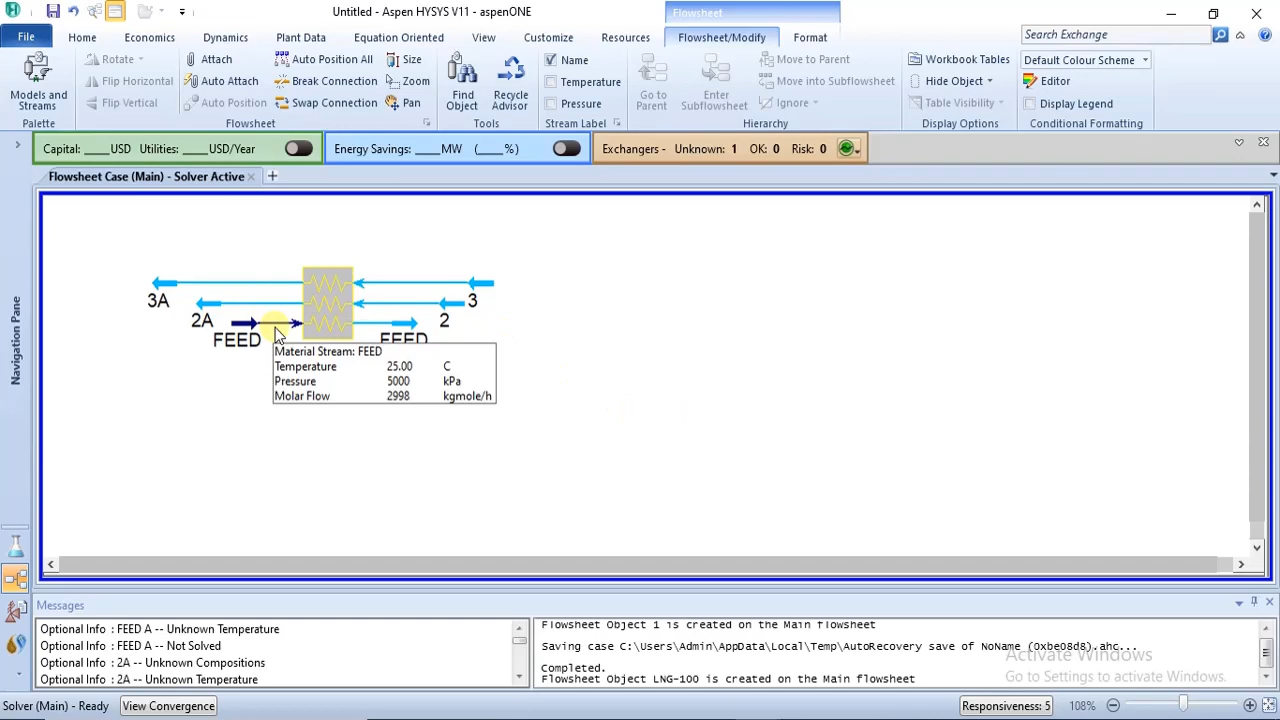 Untitled - Aspen HYSYS V11 - aspenONE
Flowsheet
File Home Economics Dynamics Plant Data Equation Oriented View Customize Resources Flowsheet/Modify Format
Search Exchange
Models and Streams
Palette
Rotate Attach Auto Position All Size
Flip Horizontal Auto Attach Break Connection Zoom
Flip Vertical Auto Position Swap Connection Pan
Flowsheet
Find Object
Recycle Advisor
Tools
Name
Temperature
Pressure
Stream Label
Go to Parent
Enter Subflowsheet
Move to Parent
Move into Subflowsheet
Ignore
Hierarchy
Workbook Tables
Hide Object
Table Visibility
Display Options
Default Colour Scheme
Editor
Display Legend
Conditional Formatting
Capital: ____USD Utilities: ____USD/Year
Energy Savings: ____MW (____%)
Exchangers - Unknown: 1 OK: 0 Risk: 0
Flowsheet Case (Main) - Solver Active
Navigation Pane
3A 3
2A 2
FEED FEED
Material Stream: FEED
Temperature 25.00 C
Pressure 5000 kPa
Molar Flow 2998 kgmole/h
Messages
Optional Info : FEED A -- Unknown Temperature
Optional Info : FEED A -- Not Solved
Optional Info : 2A -- Unknown Compositions
Optional Info : 2A -- Unknown Temperature
Flowsheet Object 1 is created on the Main flowsheet
Saving case C:\Users\Admin\AppData\Local\Temp\AutoRecovery save of NoName (0xbe08d8).ahc...
Completed.
Flowsheet Object LNG-100 is created on the Main flowsheet
Activate Windows
Go to Settings to activate Windows.
Solver (Main) - Ready View Convergence
Responsiveness: 5 108%